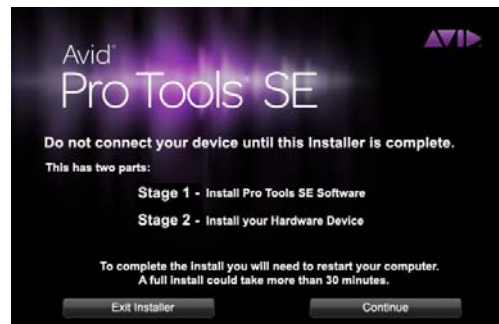 AVID
Avid®
Pro Tools® SE
Do not connect your device until this Installer is complete.
This has two parts:
Stage 1 - Install Pro Tools SE Software
Stage 2 - Install your Hardware Device
To complete the install you will need to restart your computer.
A full install could take more than 30 minutes.
Exit Installer
Continue